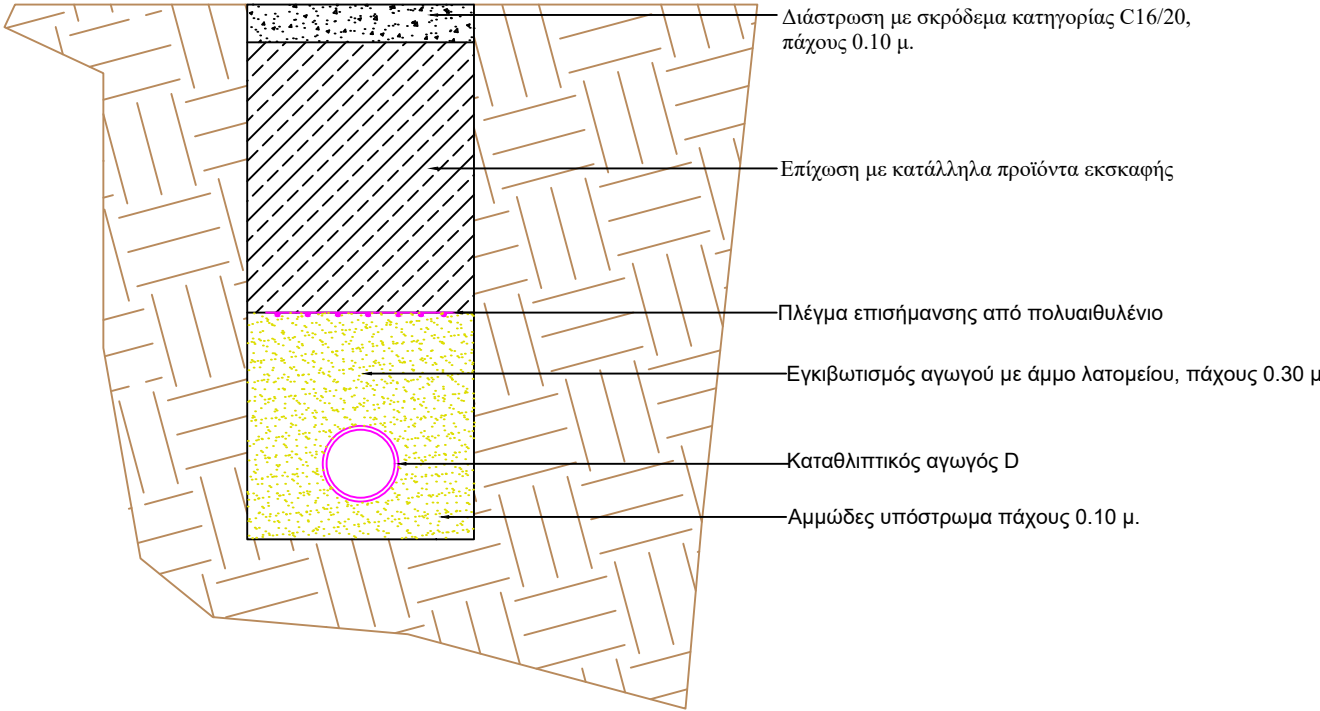 Διάστρωση με σκρόδεμα κατηγορίας C16/20,
πάχους 0.10 μ.
Επίχωση με κατάλληλα προϊόντα εκσκαφής
Πλέγμα επισήμανσης από πολυαιθυλένιο
Εγκιβωτισμός αγωγού με άμμο λατομείου, πάχους 0.30 μ
Καταθλιπτικός αγωγός D
Αμμώδες υπόστρωμα πάχους 0.10 μ.